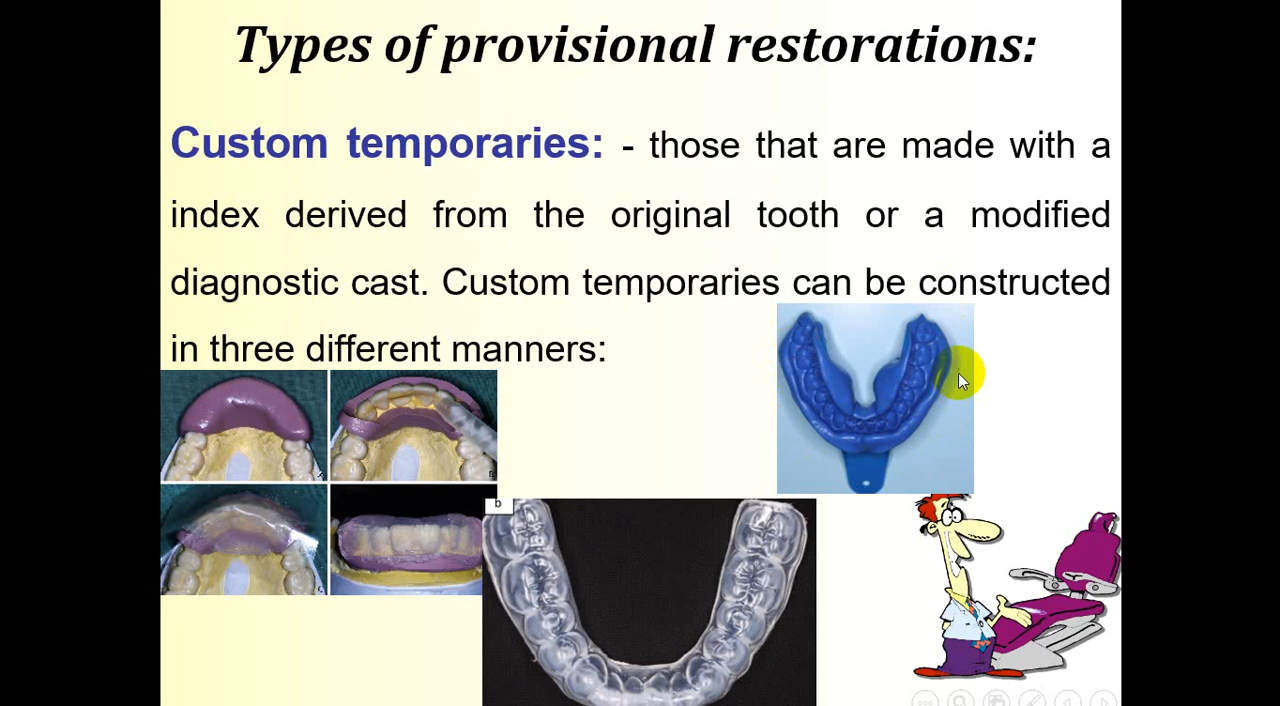 Types of provisional restorations:
Custom temporaries: - those that are made with a
index derived from the original tooth or a modified
diagnostic cast. Custom temporaries can be constructed
in three different manners:
b